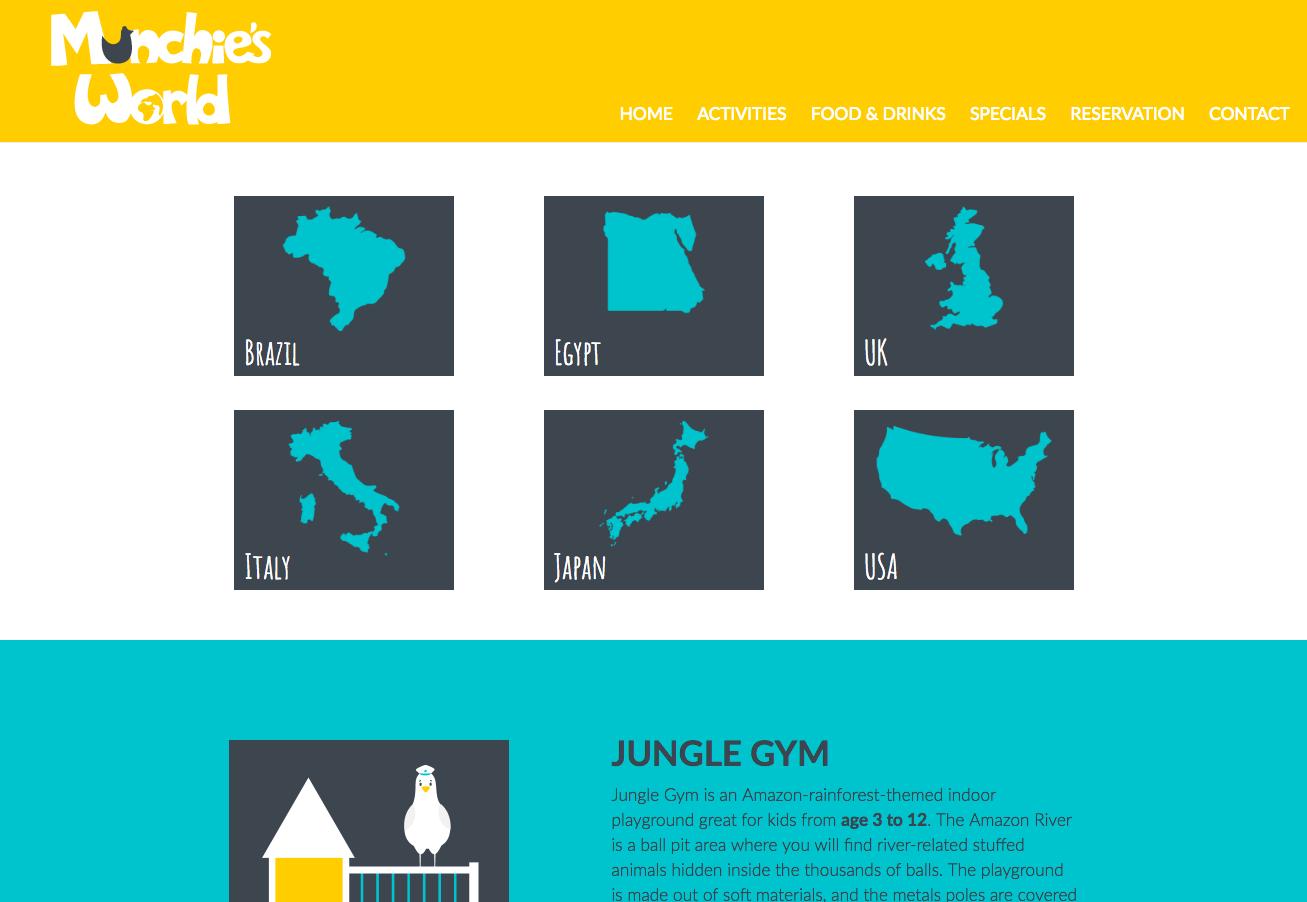 Munchie's
World
HOME ACTIVITIES FOOD & DRINKS SPECIALS RESERVATION CONTACT
BRAZIL
EGYPT
UK
ITALY
JAPAN
USA
JUNGLE GYM
Jungle Gym is an Amazon-rainforest-themed indoor
playground great for kids from age 3 to 12. The Amazon River
is a ball pit area where you will find river-related stuffed
animals hidden inside the thousands of balls. The playground
is made out of soft materials, and the metals poles are covered